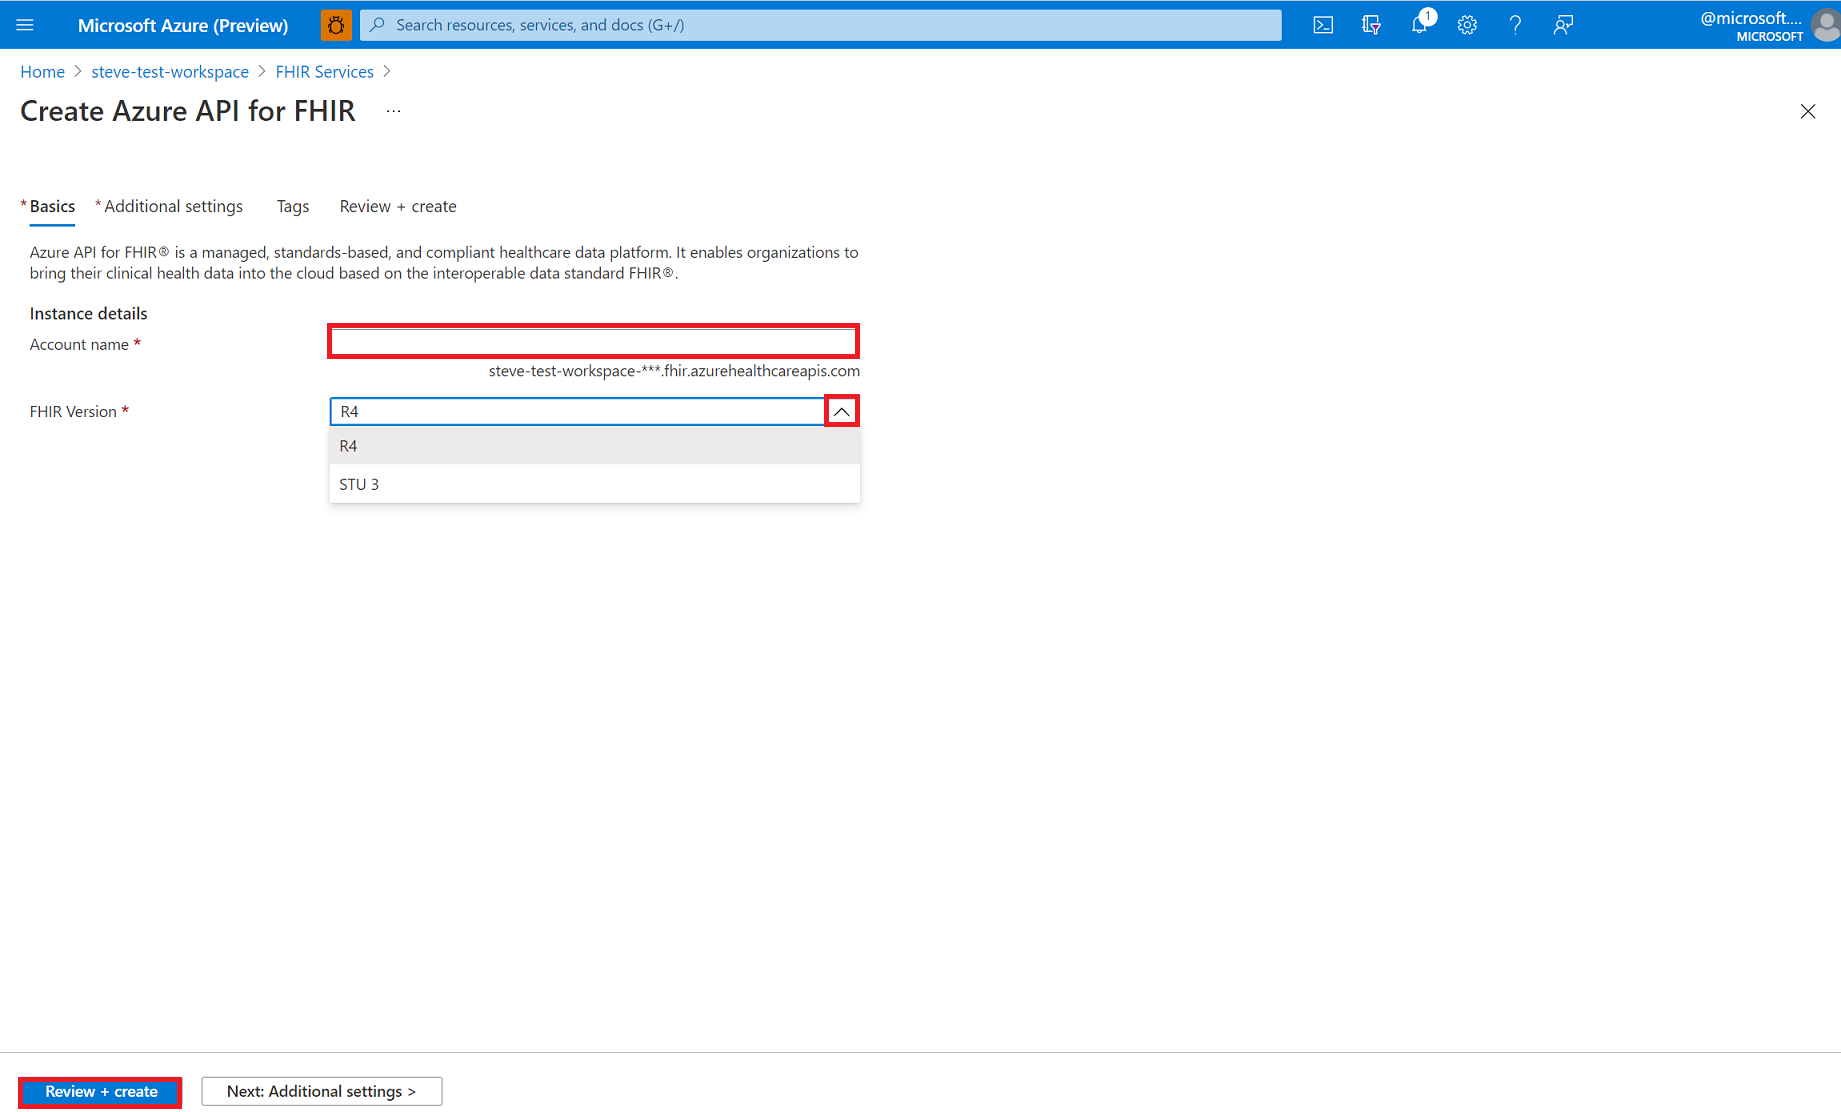 Microsoft Azure (Preview)
Search resources, services, and docs (G+/)
1
@microsoft....
MICROSOFT
Home > steve-test-workspace > FHIR Services >
Create Azure API for FHIR ...
* Basics * Additional settings Tags Review + create
Azure API for FHIR® is a managed, standards-based, and compliant healthcare data platform. It enables organizations to
bring their clinical health data into the cloud based on the interoperable data standard FHIR®.
Instance details
Account name *
steve-test-workspace-***.fhir.azurehealthcareapis.com
FHIR Version *
R4
R4
STU 3
Review + create
Next: Additional settings >